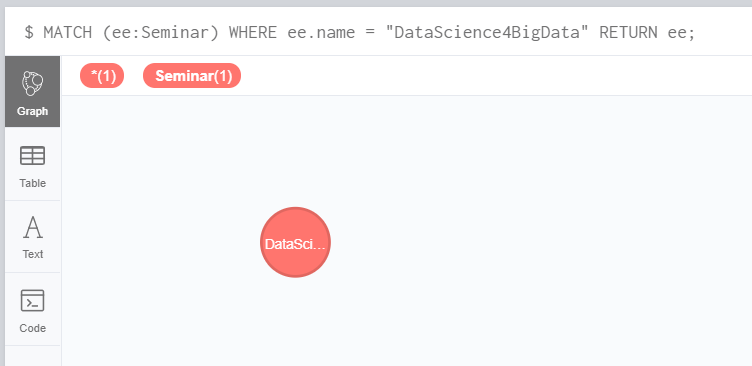 $ MATCH (ee:Seminar) WHERE ee.name = "DataScience4BigData" RETURN ee;
*(1) Seminar(1)
Graph
Table
Text
Code
DataSci...